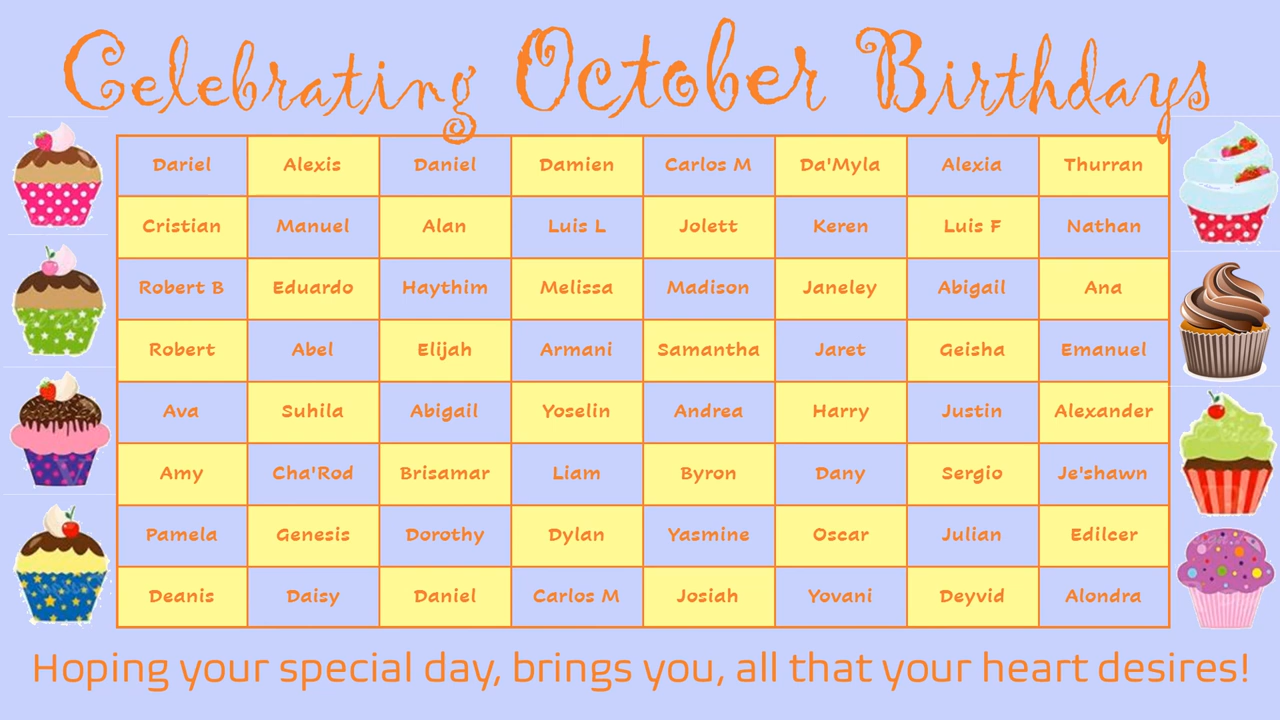 Celebrating October Birthdays
Dariel Alexis Daniel Damien Carlos M Da'Myla Alexia Thurran
Cristian Manuel Alan Luis L Jolett Keren Luis F Nathan
Robert B Eduardo Haythim Melissa Madison Janeley Abigail Ana
Robert Abel Elijah Armani Samantha Jaret Geisha Emanuel
Ava Suhila Abigail Yoselin Andrea Harry Justin Alexander
Amy Cha'Rod Brisamar Liam Byron Dany Sergio Je'shawn
Pamela Genesis Dorothy Dylan Yasmine Oscar Julian Edilcer
Deanis Daisy Daniel Carlos M Josiah Yovani Deyvid Alondra
Hoping your special day, brings you, all that your heart desires!